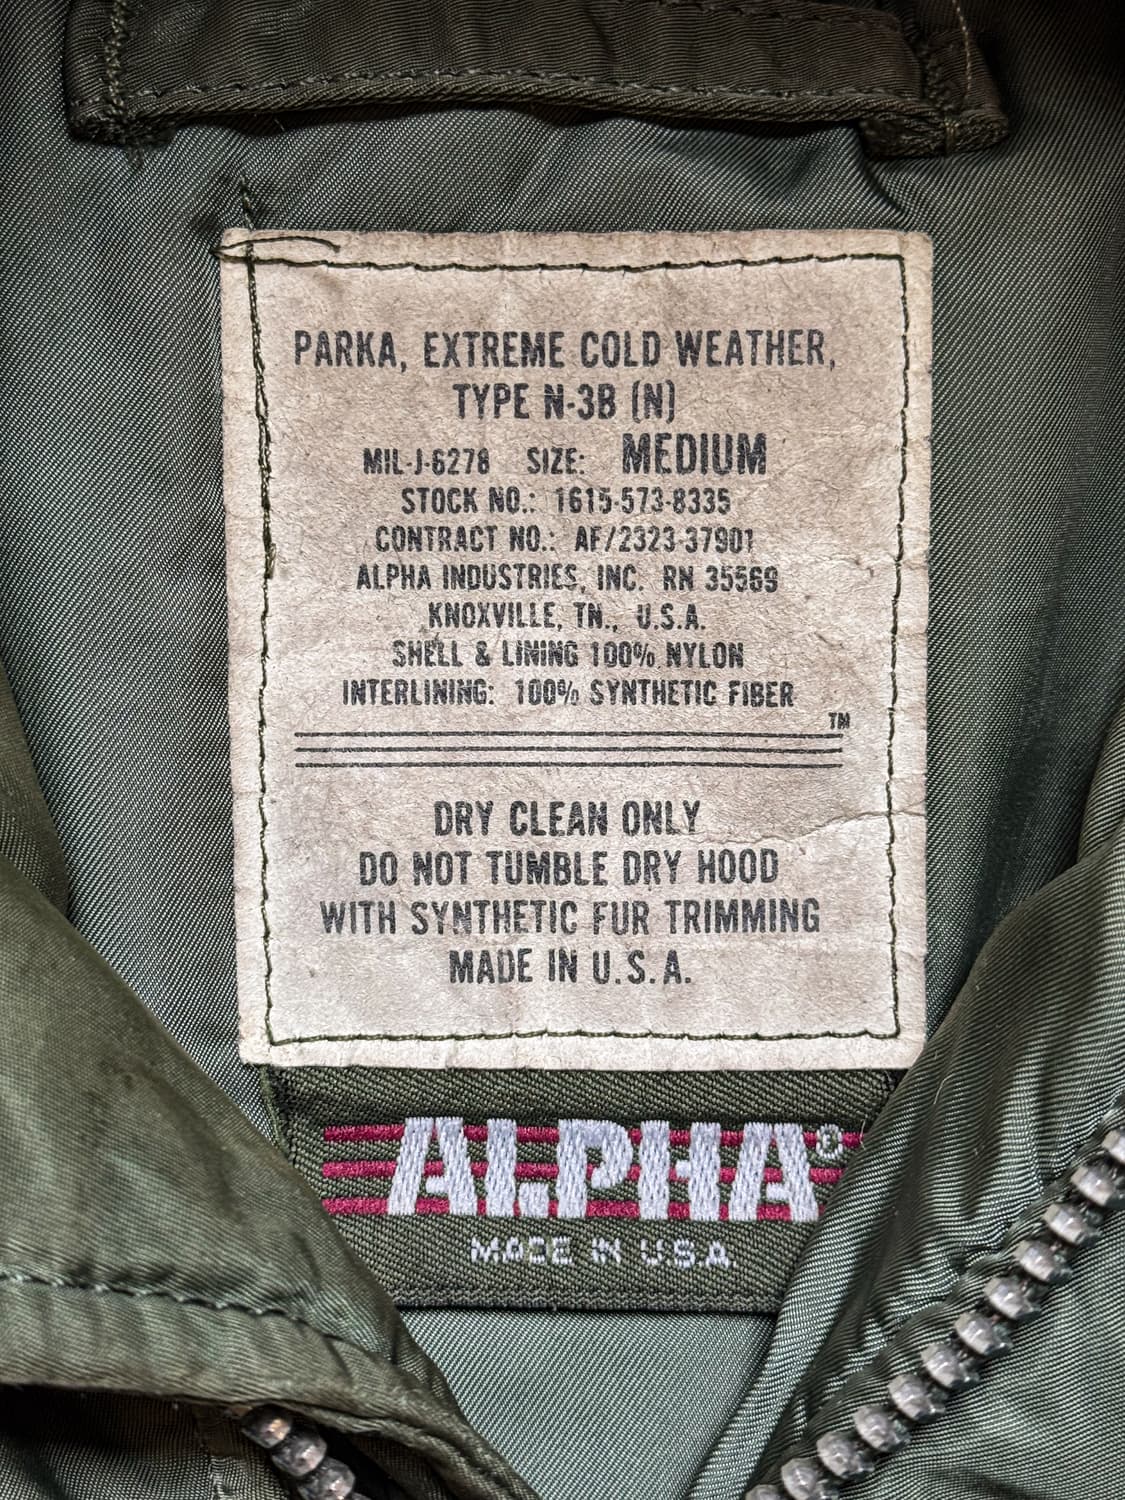 PARKA, EXTREME COLD WEATHER,
TYPE N-3B (N)
MIL-J-6278 SIZE: MEDIUM
STOCK NO.: 1615-573-8335
CONTRACT NO.: AF/2323-37901
ALPHA INDUSTRIES, INC. RN 35569
KNOXVILLE, TN., U.S.A.
SHELL & LINING 100% NYLON
INTERLINING: 100% SYNTHETIC FIBER
TM
DRY CLEAN ONLY
DO NOT TUMBLE DRY HOOD
WITH SYNTHETIC FUR TRIMMING
MADE IN U.S.A.
ALPHA®
MADE IN U.S.A.